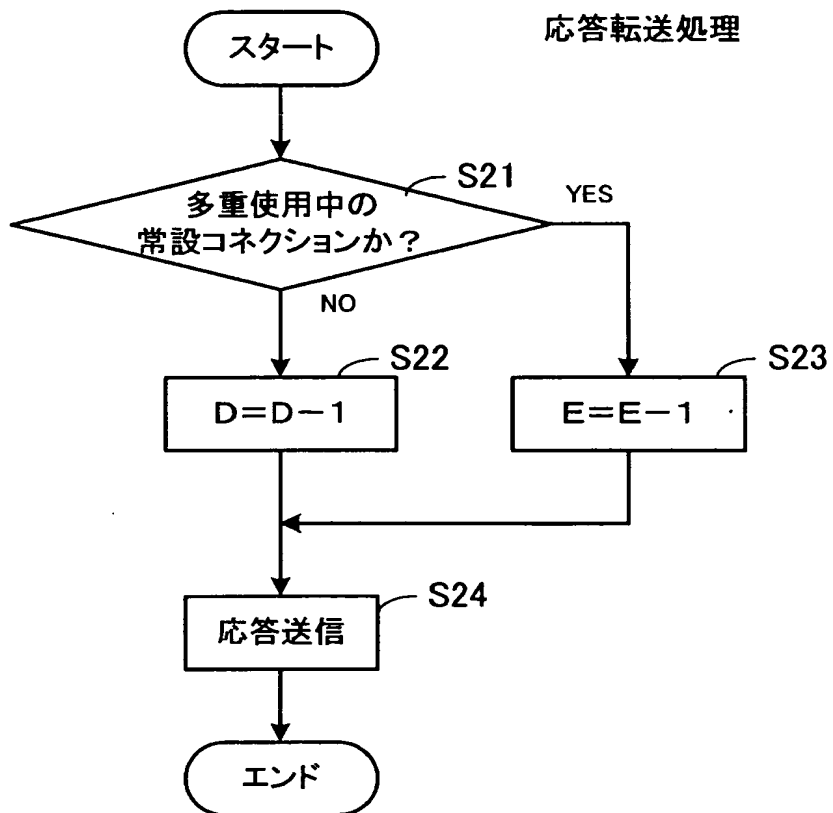 応答転送処理
スタート
S21
多重使用中の
常設コネクションか？
YES
NO
S22
D＝D－1
S23
E＝E－1
S24
応答送信
エンド